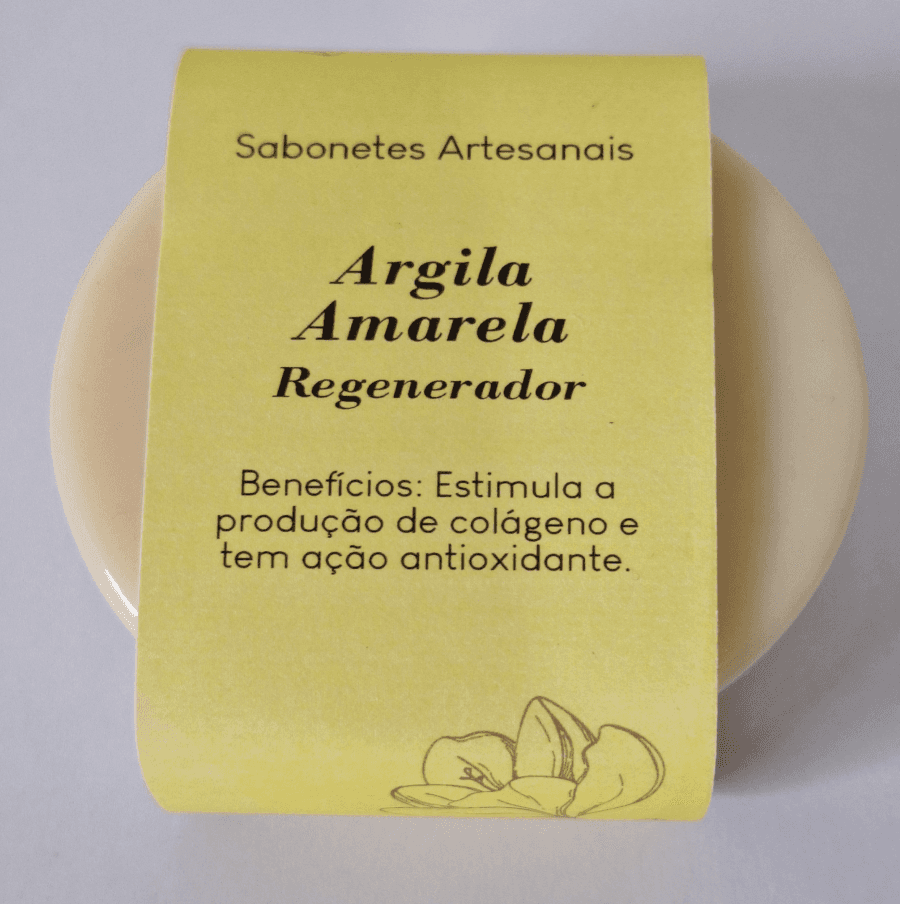 Sabonetes Artesanais
Argila
Amarela
Regenerador
Benefícios: Estimula a
produção de colágeno e
tem ação antioxidante.